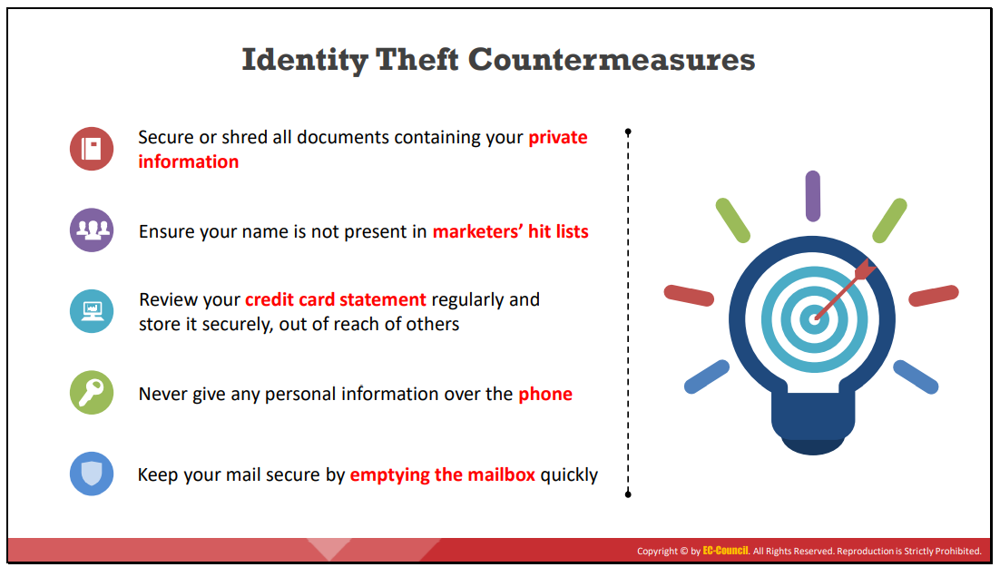 Identity Theft Countermeasures
Secure or shred all documents containing your private
information
Ensure your name is not present in marketers’ hit lists
Review your credit card statement regularly and
store it securely, out of reach of others
Never give any personal information over the phone
Keep your mail secure by emptying the mailbox quickly
Copyright © by EC-Council. All Rights Reserved. Reproduction is Strictly Prohibited.